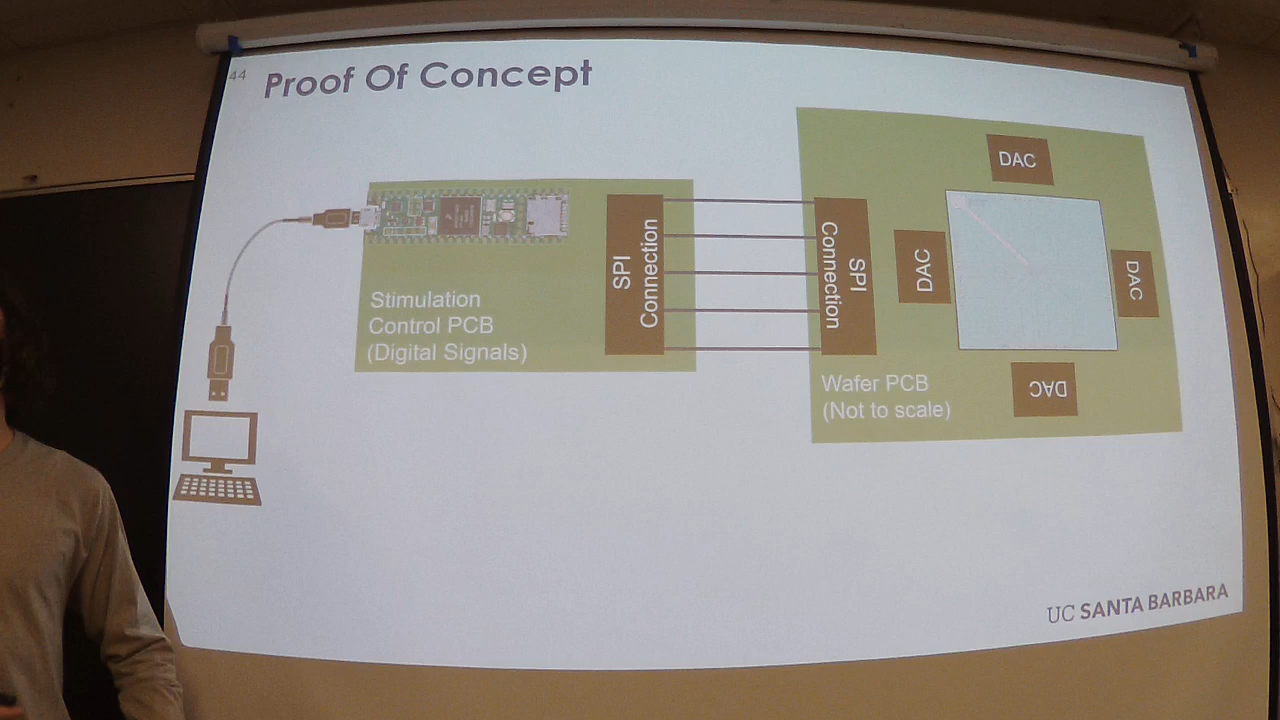 44
Proof Of Concept
DAC
SPI
Connection
SPI
Connection
DAC
DAC
Stimulation
Control PCB
(Digital Signals)
Wafer PCB
(Not to scale)
DAC
UC SANTA BARBARA